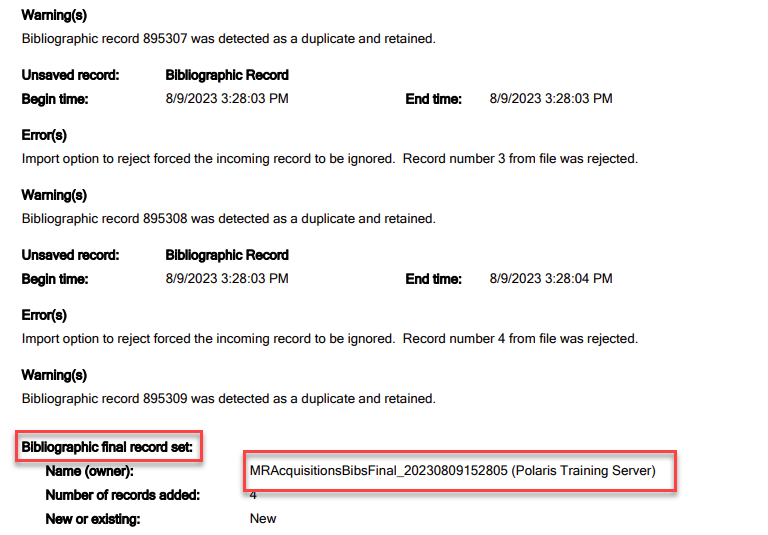 Warning(s)
Bibliographic record 895307 was detected as a duplicate and retained.
Unsaved record: Bibliographic Record
Begin time: 8/9/2023 3:28:03 PM End time: 8/9/2023 3:28:03 PM
Error(s)
Import option to reject forced the incoming record to be ignored. Record number 3 from file was rejected.
Warning(s)
Bibliographic record 895308 was detected as a duplicate and retained.
Unsaved record: Bibliographic Record
Begin time: 8/9/2023 3:28:03 PM End time: 8/9/2023 3:28:04 PM
Error(s)
Import option to reject forced the incoming record to be ignored. Record number 4 from file was rejected.
Warning(s)
Bibliographic record 895309 was detected as a duplicate and retained.
Bibliographic final record set:
Name (owner): MRAcquisitionsBibsFinal_20230809152805 (Polaris Training Server)
Number of records added: 4
New or existing: New